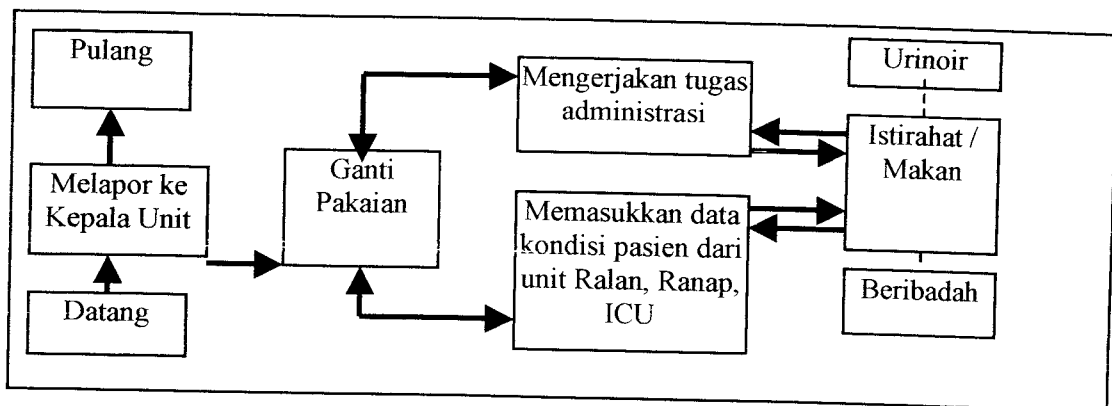 Pulang
Melapor ke
Kepala Unit
Datang
Ganti
Pakaian
Mengerjakan tugas
administrasi
Memasukkan data
kondisi pasien dari
unit Ralan, Ranap,
ICU
Urinoir
Istirahat /
Makan
Beribadah